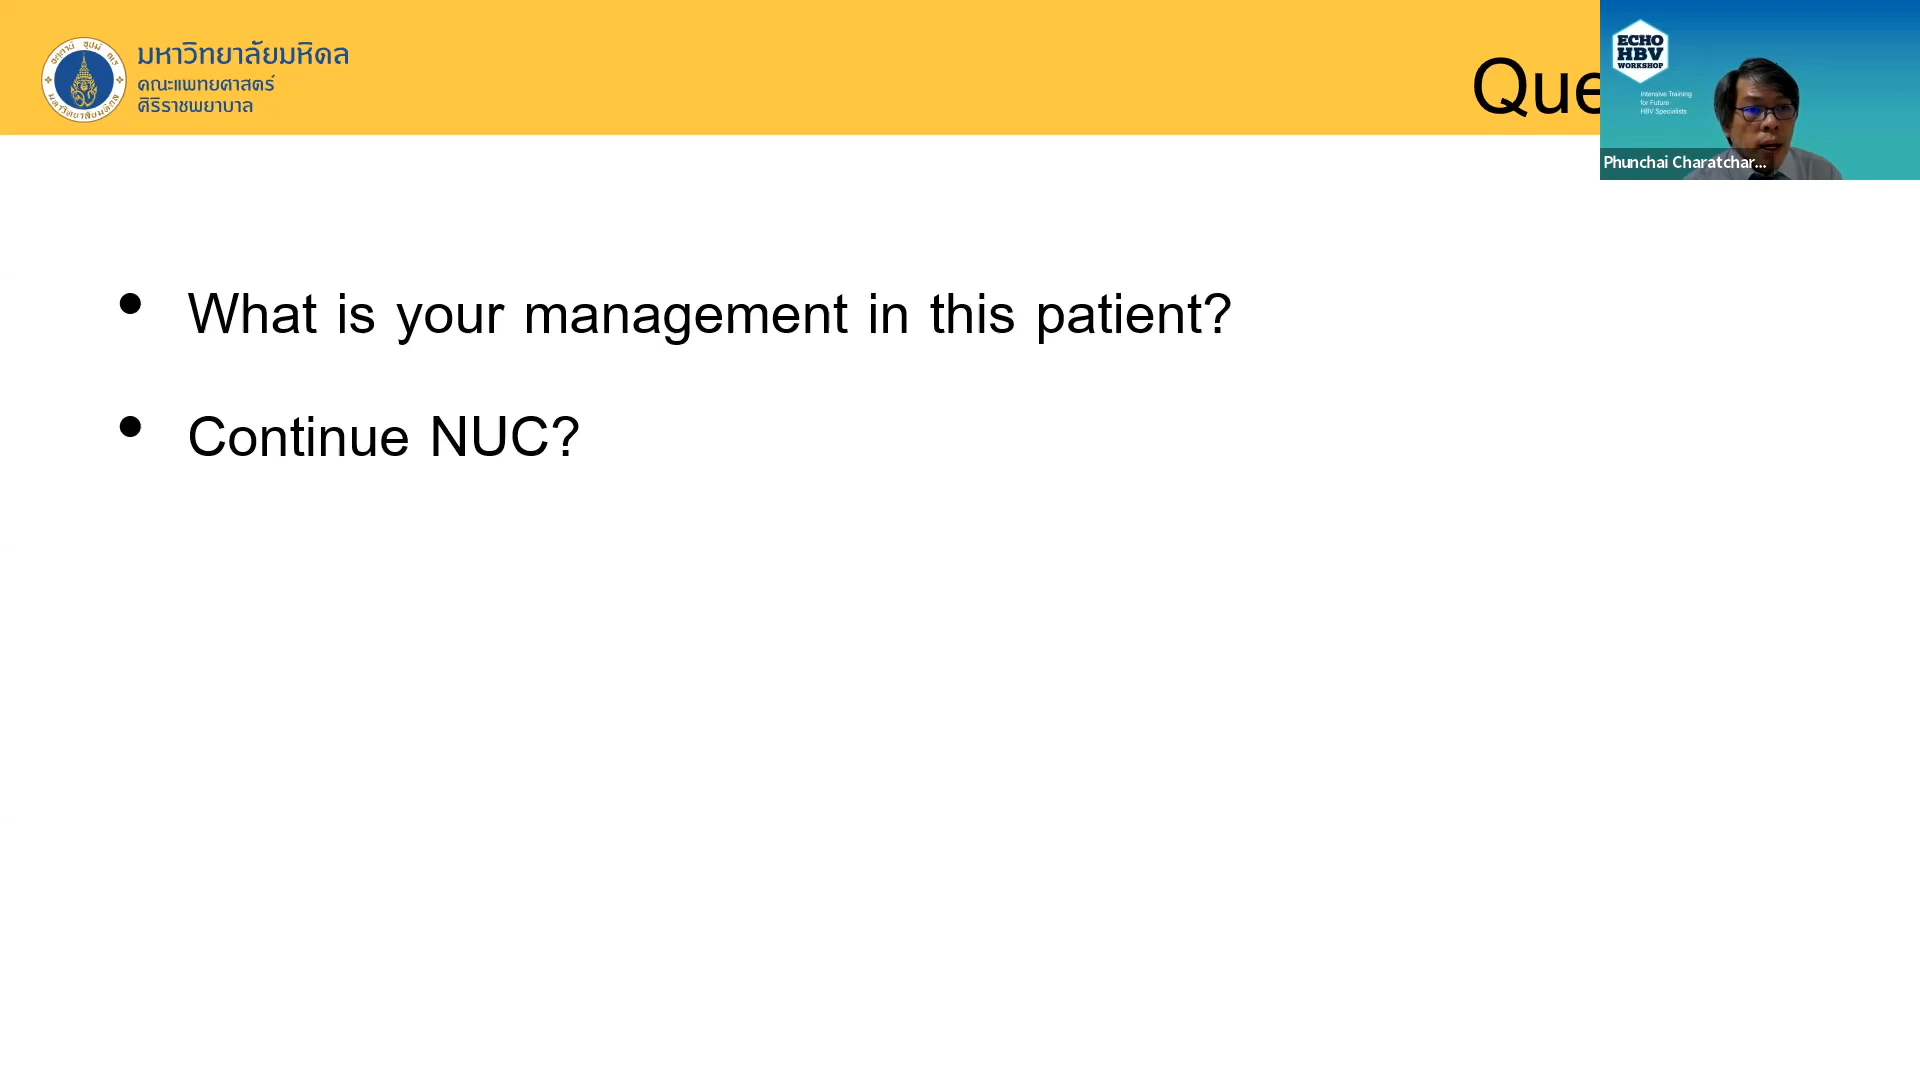 มหาวิทยาลัยมหิดล
คณะแพทยศาสตร์
ศิริราชพยาบาล
Que
ECHO
HBV
WORKSHOP
Intensive Training
for Future
HBV Specialists
Phunchai Charatchar...
• What is your management in this patient?
• Continue NUC?